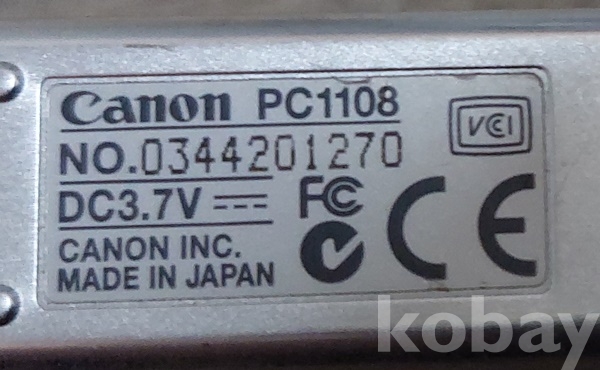 Canon PC1108
VCI
NO.0344201270
DC3.7V
FC
CE
CANON INC.
MADE IN JAPAN
kobay